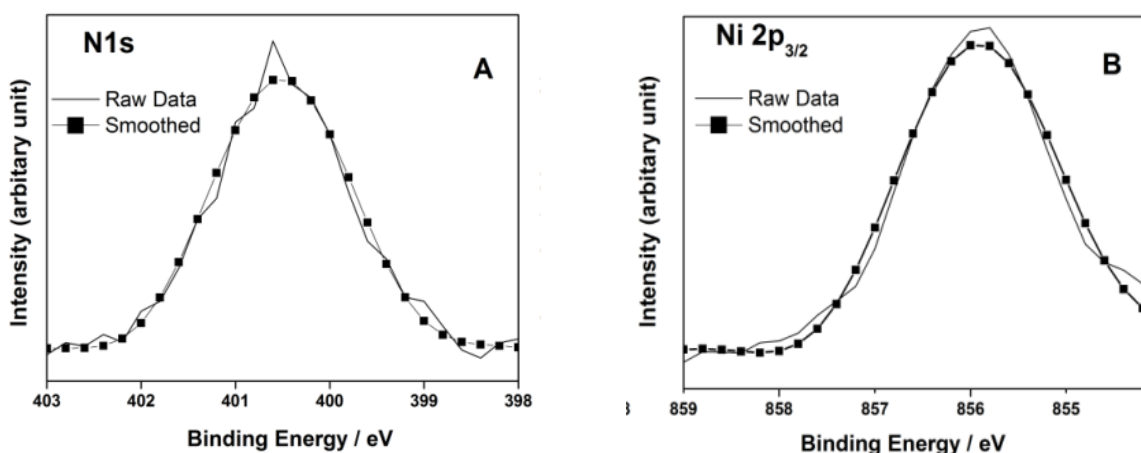 N1s
A
Raw Data
Smoothed
Intensity (arbitary unit)
403 402 401 400 399 398
Binding Energy / eV
Ni 2p3/2
B
Raw Data
Smoothed
Intensity (arbitary unit)
3 859 858 857 856 855
Binding Energy / eV